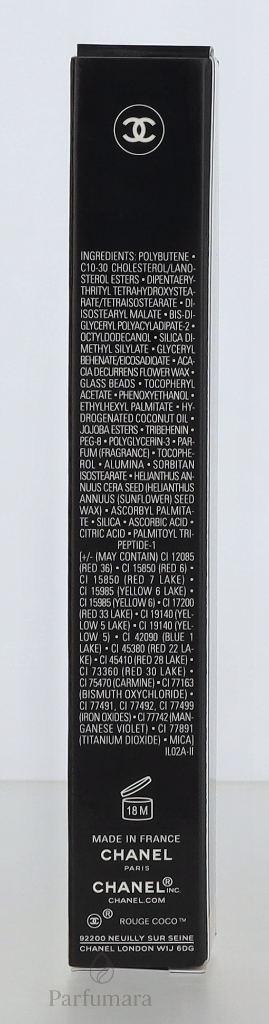 INGREDIENTS: POLYBUTENE •
C10-30 CHOLESTEROL/LANO-
STEROL ESTERS • DIPENTAERY-
THRITYL TETRAHYDROXYSTEA-
RATE/TETRAISOSTEARATE • DI-
ISOSTEARYL MALATE • BIS-DI-
GLYCERYL POLYACYLADIPATE-2 •
OCTYLDODECANOL • SILICA DI-
METHYL SILYLATE • GLYCERYL
BEHENATE/EICOSADIOATE • ACA-
CIA DECURRENS FLOWER WAX •
GLASS BEADS • TOCOPHERYL
ACETATE • PHENOXYETHANOL •
ETHYLHEXYL PALMITATE • HY-
DROGENATED COCONUT OIL •
JOJOBA ESTERS • TRIBEHENIN •
PEG-8 • POLYGLYCERIN-3 • PAR-
FUM (FRAGRANCE) • TOCOPHE-
ROL • ALUMINA • SORBITAN
ISOSTEARATE • HELIANTHUS AN-
NUUS CERA SEED (HELIANTHUS
ANNUUS (SUNFLOWER) SEED
WAX) • ASCORBYL PALMITA-
TE • SILICA • ASCORBIC ACID •
CITRIC ACID • PALMITOYL TRI-
PEPTIDE-1
[+/- (MAY CONTAIN) CI 12085
(RED 36) • CI 15850 (RED 6) •
CI 15850 (RED 7 LAKE) •
CI 15985 (YELLOW 6 LAKE) •
CI 15985 (YELLOW 6) • CI 17200
(RED 33 LAKE) • CI 19140 (YEL-
LOW 5 LAKE) • CI 19140 (YEL-
LOW 5) • CI 42090 (BLUE 1
LAKE) • CI 45380 (RED 22 LA-
KE) • CI 45410 (RED 28 LAKE) •
CI 73360 (RED 30 LAKE) •
CI 75470 (CARMINE) • CI 77163
(BISMUTH OXYCHLORIDE) •
CI 77491, CI 77492, CI 77499
(IRON OXIDES) • CI 77742 (MAN-
GANESE VIOLET) • CI 77891
(TITANIUM DIOXIDE) • MICA]
IL02A-II
18 M
MADE IN FRANCE
CHANEL
PARIS
CHANEL® INC.
CHANEL.COM
® ROUGE COCO™
92200 NEUILLY SUR SEINE
CHANEL LONDON W1J 6DG
Parfumara